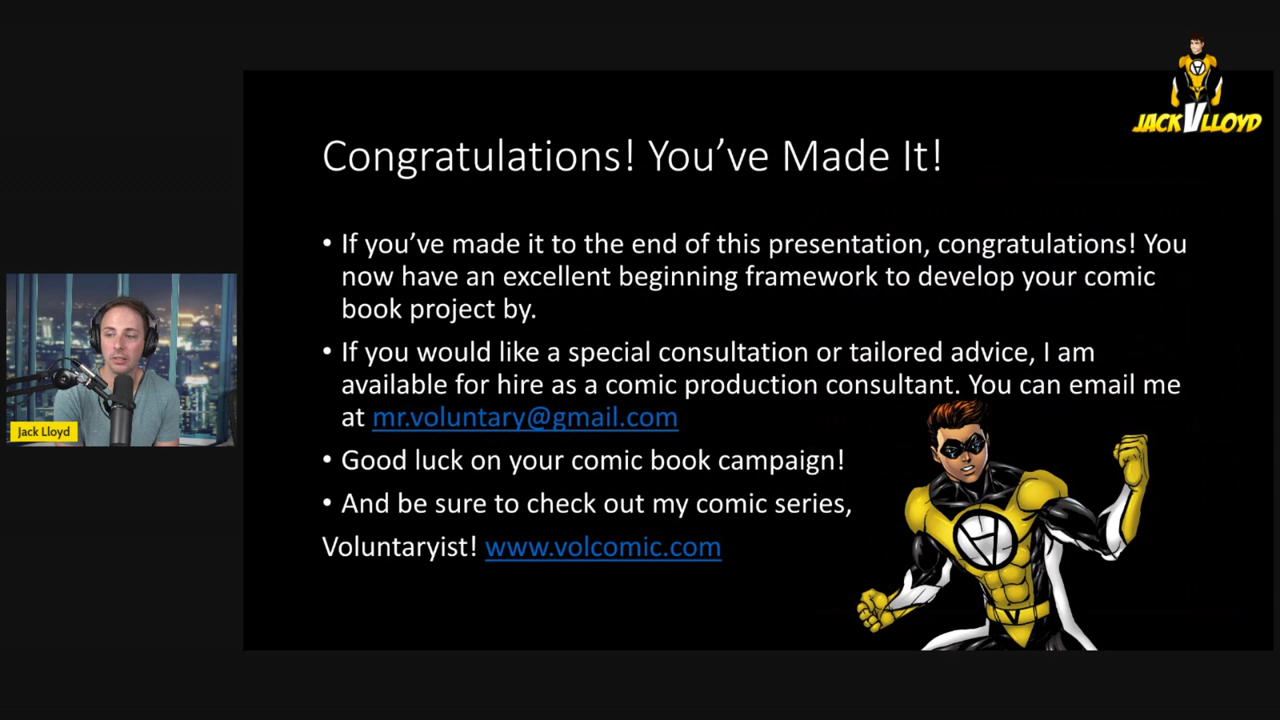 JACK V LLOYD
Congratulations! You’ve Made It!
• If you’ve made it to the end of this presentation, congratulations! You
now have an excellent beginning framework to develop your comic
book project by.
• If you would like a special consultation or tailored advice, I am
available for hire as a comic production consultant. You can email me
at mr.voluntary@gmail.com
Jack Lloyd
• Good luck on your comic book campaign!
• And be sure to check out my comic series,
Voluntaryist! www.volcomic.com
V